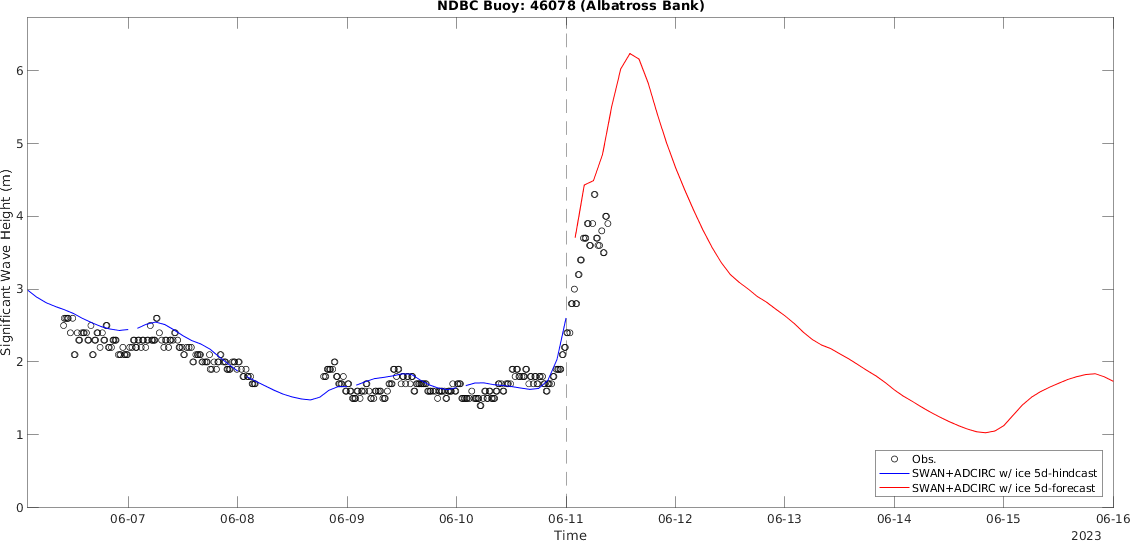 NDBC Buoy: 46078 (Albatross Bank)
6
5
4
3
2
1
0
Significant Wave Height (m)
Obs.
SWAN+ADCIRC w/ ice 5d-hindcast
SWAN+ADCIRC w/ ice 5d-forecast
06-07 06-08 06-09 06-10 06-11 06-12 06-13 06-14 06-15 06-16
Time
2023